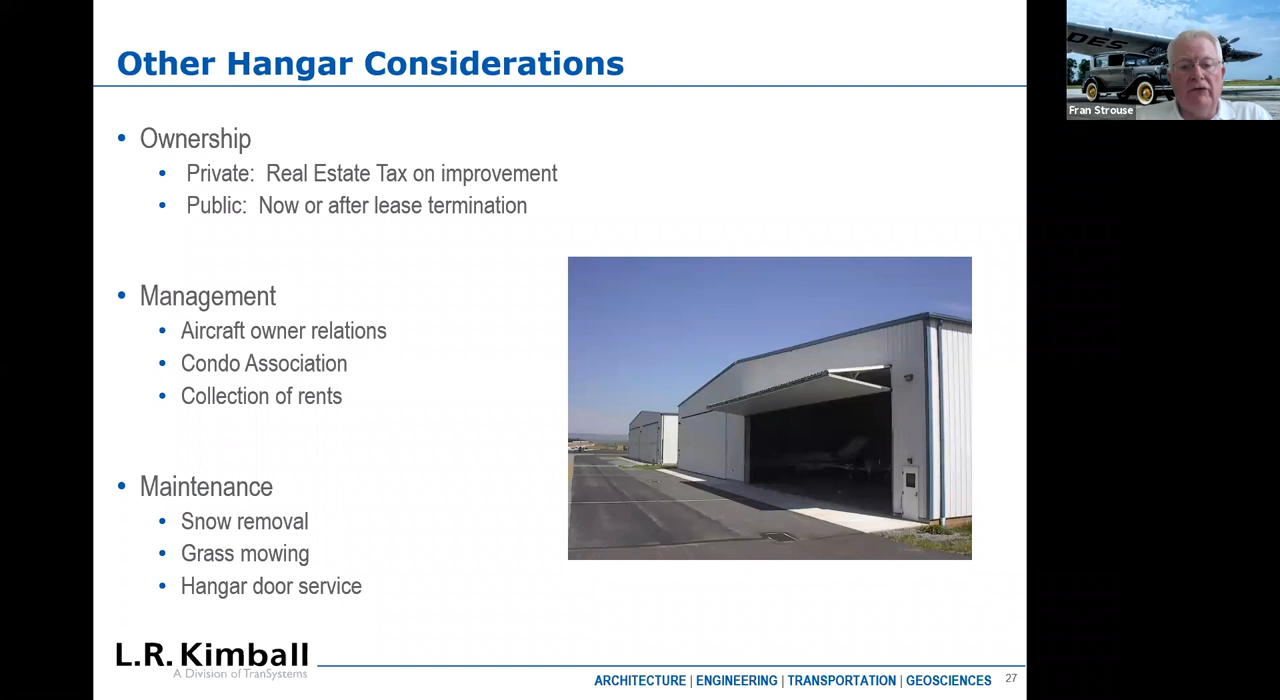 Other Hangar Considerations
DES
Fran Strouse
• Ownership
• Private: Real Estate Tax on improvement
• Public: Now or after lease termination
• Management
• Aircraft owner relations
• Condo Association
• Collection of rents
• Maintenance
• Snow removal
• Grass mowing
• Hangar door service
L.R. Kimball
A Division of TranSystems
ARCHITECTURE | ENGINEERING | TRANSPORTATION | GEOSCIENCES
27